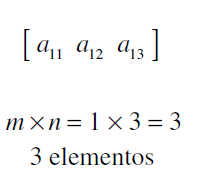 [ a₁₁ a₁₂ a₁₃ ]
m × n = 1 × 3 = 3
3 elementos